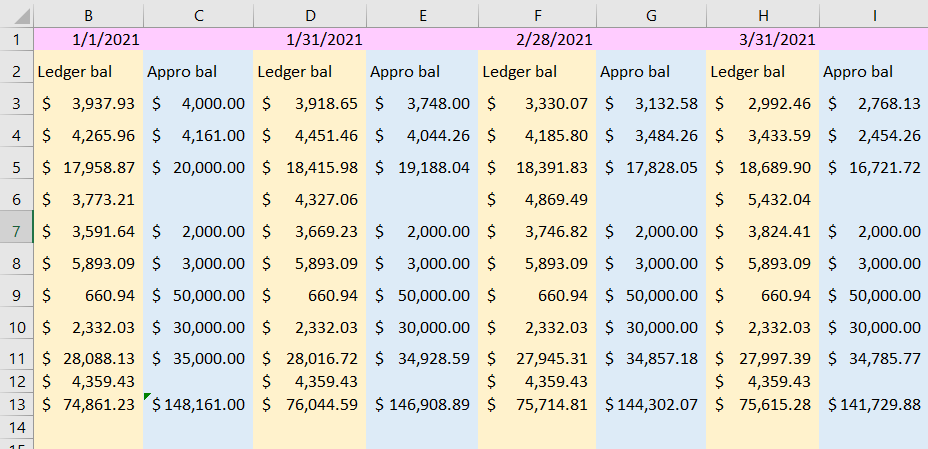 B C D E F G H I
1 1/1/2021 1/31/2021 2/28/2021 3/31/2021
2 Ledger bal Appro bal Ledger bal Appro bal Ledger bal Appro bal Ledger bal Appro bal
3 $ 3,937.93 $ 4,000.00 $ 3,918.65 $ 3,748.00 $ 3,330.07 $ 3,132.58 $ 2,992.46 $ 2,768.13
4 $ 4,265.96 $ 4,161.00 $ 4,451.46 $ 4,044.26 $ 4,185.80 $ 3,484.26 $ 3,433.59 $ 2,454.26
5 $ 17,958.87 $ 20,000.00 $ 18,415.98 $ 19,188.04 $ 18,391.83 $ 17,828.05 $ 18,689.90 $ 16,721.72
6 $ 3,773.21 $ 4,327.06 $ 4,869.49 $ 5,432.04
7 $ 3,591.64 $ 2,000.00 $ 3,669.23 $ 2,000.00 $ 3,746.82 $ 2,000.00 $ 3,824.41 $ 2,000.00
8 $ 5,893.09 $ 3,000.00 $ 5,893.09 $ 3,000.00 $ 5,893.09 $ 3,000.00 $ 5,893.09 $ 3,000.00
9 $ 660.94 $ 50,000.00 $ 660.94 $ 50,000.00 $ 660.94 $ 50,000.00 $ 660.94 $ 50,000.00
10 $ 2,332.03 $ 30,000.00 $ 2,332.03 $ 30,000.00 $ 2,332.03 $ 30,000.00 $ 2,332.03 $ 30,000.00
11 $ 28,088.13 $ 35,000.00 $ 28,016.72 $ 34,928.59 $ 27,945.31 $ 34,857.18 $ 27,997.39 $ 34,785.77
12 $ 4,359.43 $ 4,359.43 $ 4,359.43 $ 4,359.43
13 $ 74,861.23 $ 148,161.00 $ 76,044.59 $ 146,908.89 $ 75,714.81 $ 144,302.07 $ 75,615.28 $ 141,729.88
14